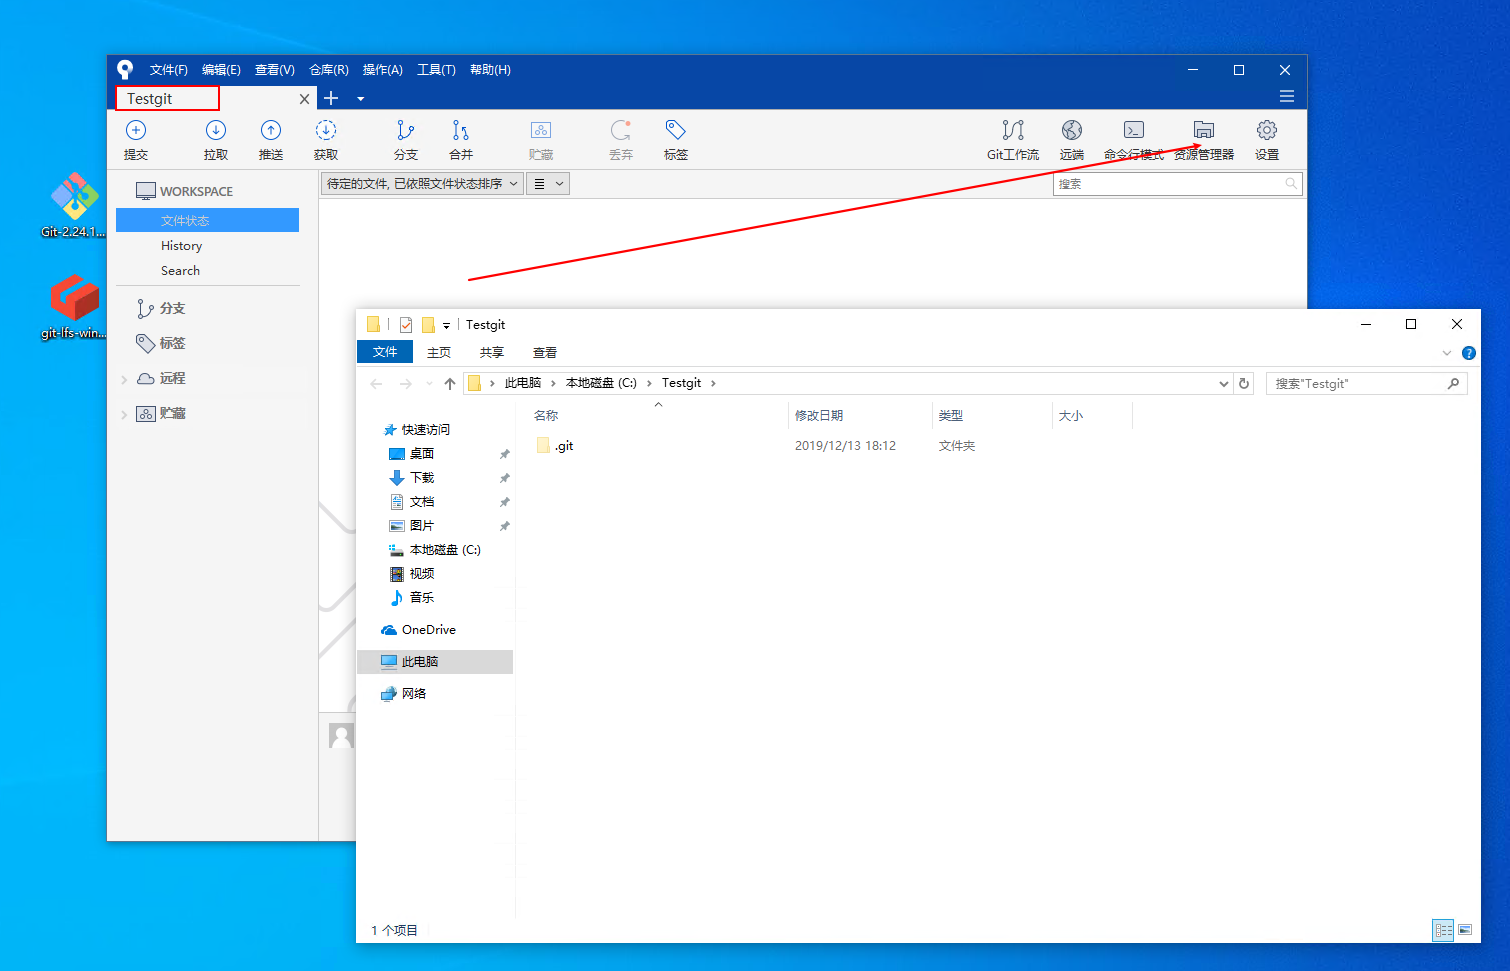 文件(F) 编辑(E) 查看(V) 仓库(R) 操作(A) 工具(T) 帮助(H)
Testgit
提交 拉取 推送 获取 分支 合并 贮藏 丢弃 标签 Git工作流 远端 命令行模式 资源管理器 设置
WORKSPACE
待定的文件, 已依照文件状态排序
搜索
文件状态
History
Search
分支
标签
远程
贮藏
Git-2.24.1...
git-lfs-win...
Testgit
文件 主页 共享 查看
此电脑 本地磁盘 (C:) Testgit
搜索"Testgit"
名称 修改日期 类型 大小
.git 2019/12/13 18:12 文件夹
快速访问
桌面
下载
文档
图片
本地磁盘 (C:)
视频
音乐
OneDrive
此电脑
网络
1 个项目